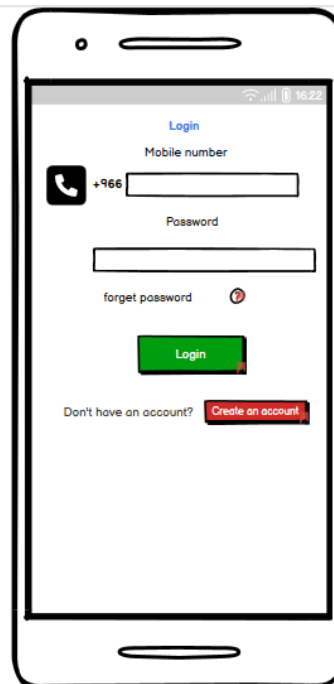 16:22
Login
Mobile number
+966
Password
forget password
Login
Don't have an account? Create an account